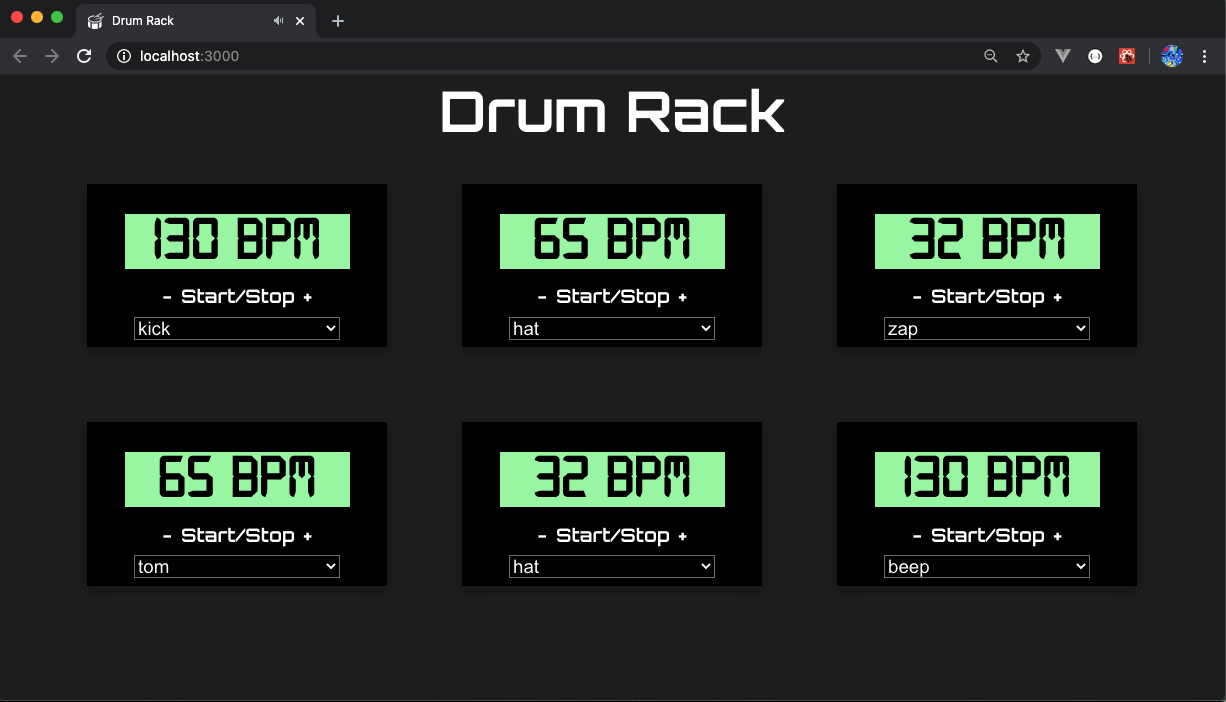 Drum Rack
localhost:3000
Drum Rack
130 BPM
- Start/Stop +
kick
65 BPM
- Start/Stop +
hat
32 BPM
- Start/Stop +
zap
65 BPM
- Start/Stop +
tom
32 BPM
- Start/Stop +
hat
130 BPM
- Start/Stop +
beep